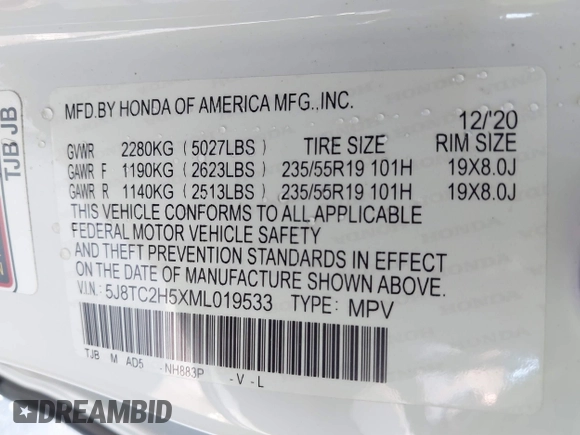 TJB JB
MFD.BY HONDA OF AMERICA MFG.,INC.
12/'20
GVWR 2280KG (5027LBS) TIRE SIZE RIM SIZE
GAWR F 1190KG (2623LBS) 235/55R19 101H 19X8.0J
GAWR R 1140KG (2513LBS) 235/55R19 101H 19X8.0J
THIS VEHICLE CONFORMS TO ALL APPLICABLE
FEDERAL MOTOR VEHICLE SAFETY
AND THEFT PREVENTION STANDARDS IN EFFECT
ON THE DATE OF MANUFACTURE SHOWN ABOVE.
V.I.N.: 5J8TC2H5XML019533 TYPE: MPV
TJB M AD5 -NH883P -V-L
DREAMBID